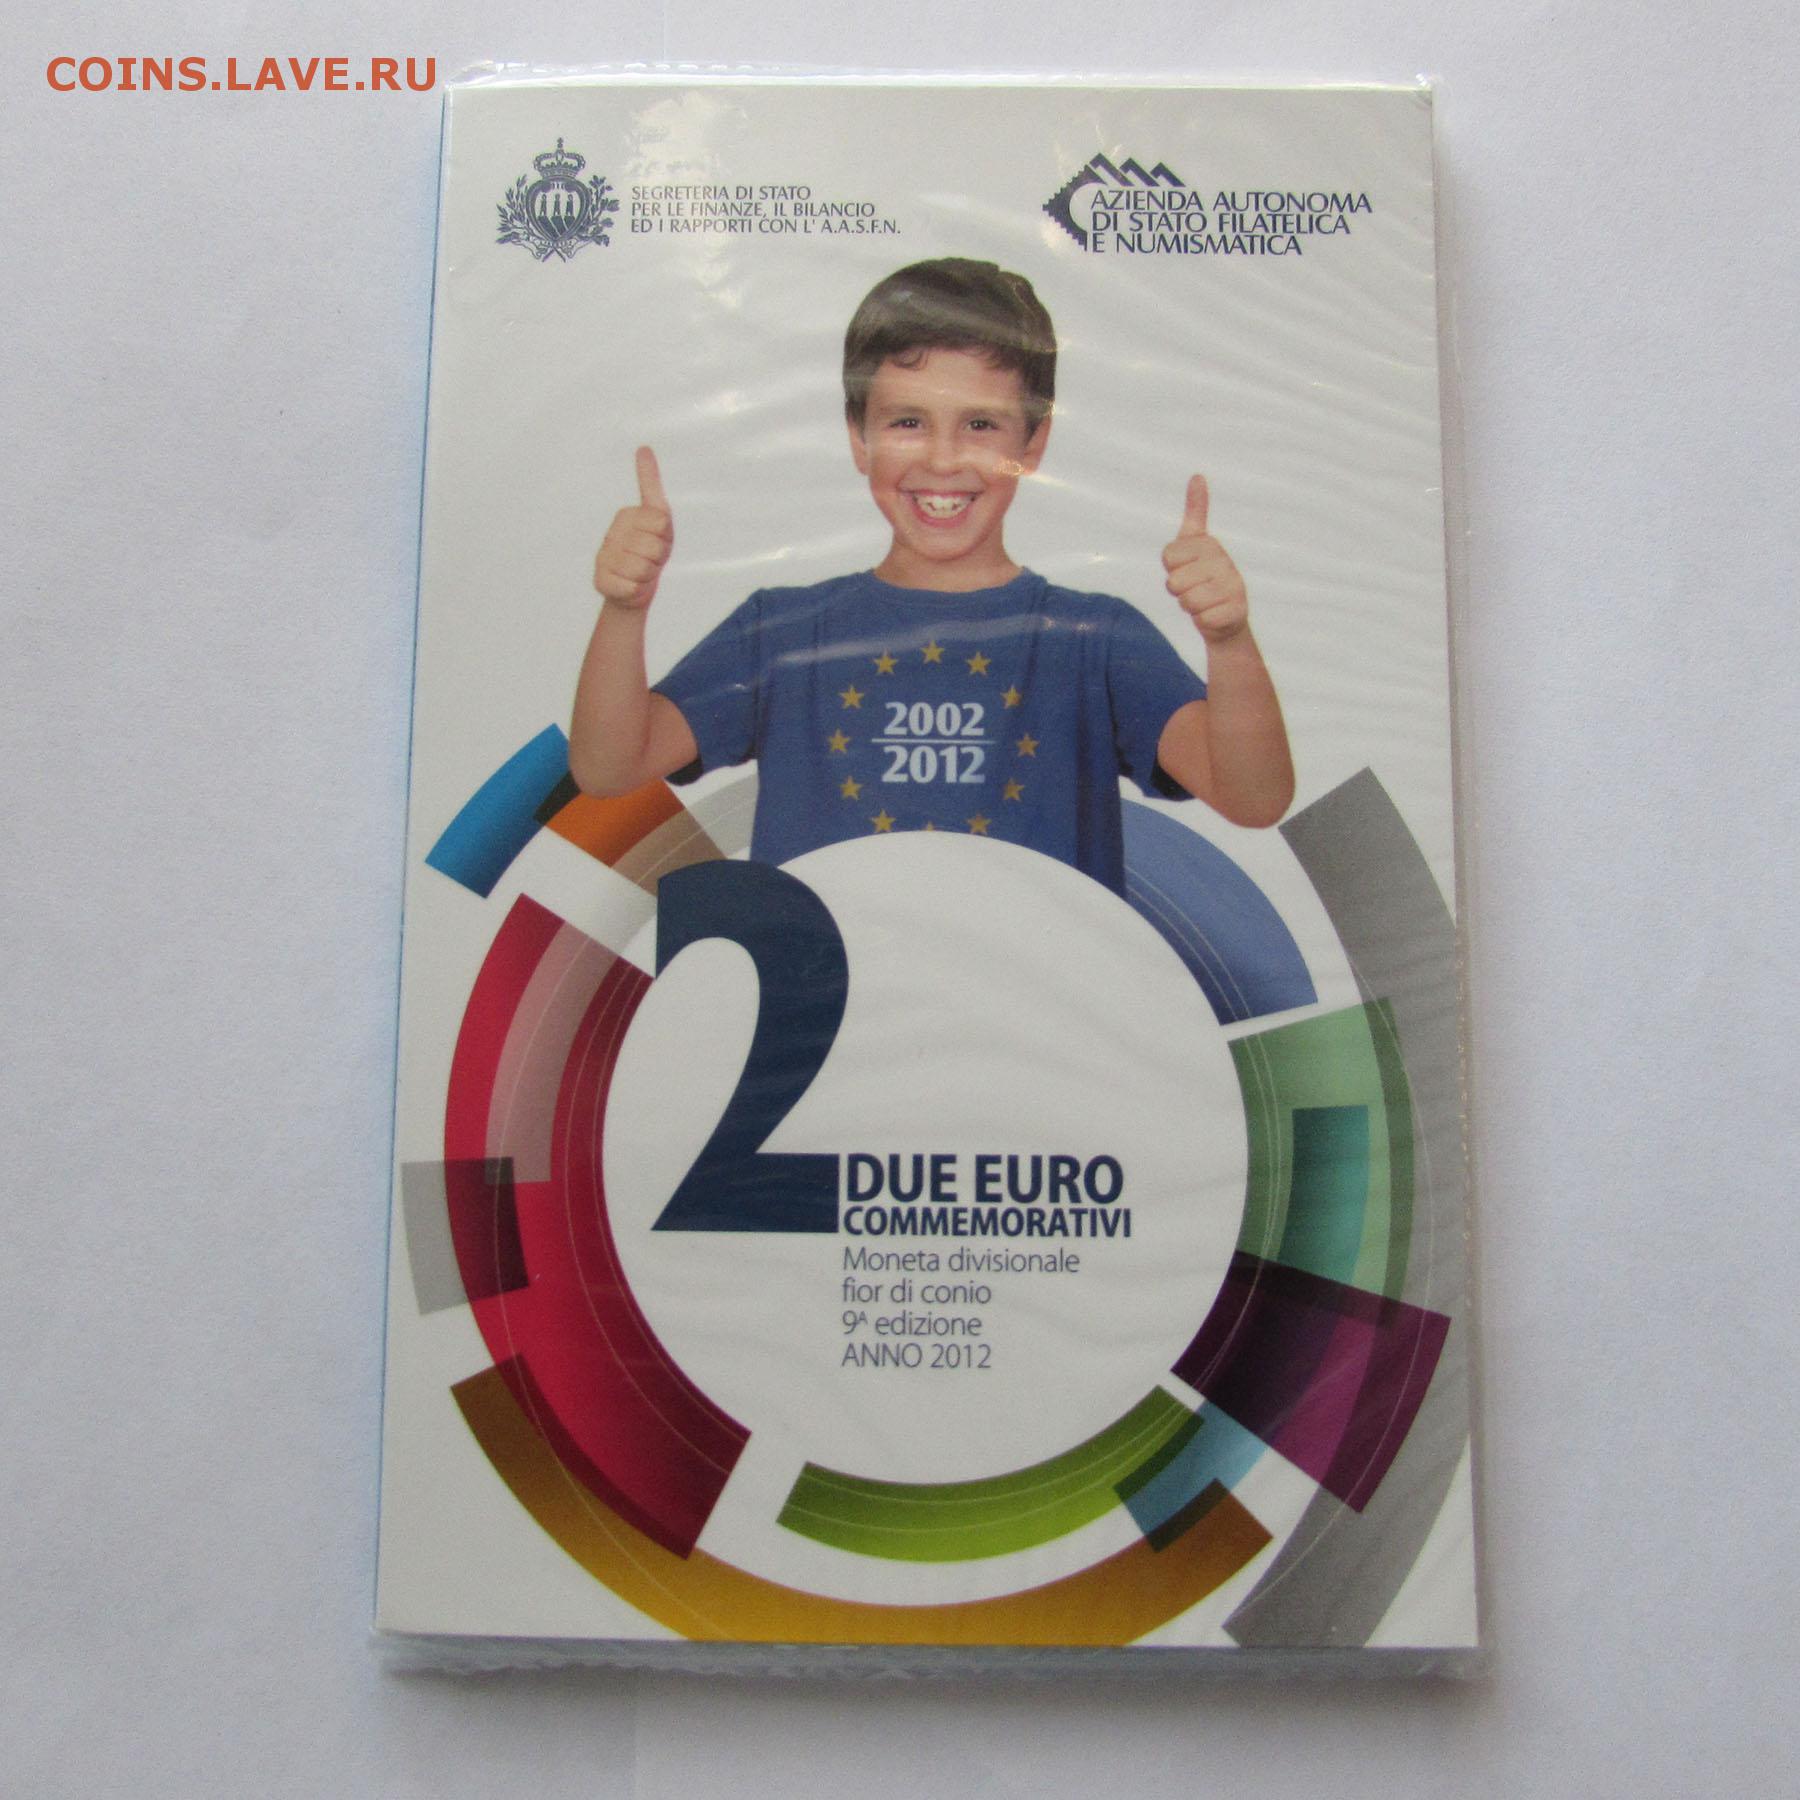 COINS.LAVE.RU
SEGRETERIA DI STATO
PER LE FINANZE, IL BILANCIO
ED I RAPPORTI CON L' A.A.S.F.N.
AZIENDA AUTONOMA
DI STATO FILATELICA
E NUMISMATICA
2002
2012
2
DUE EURO
COMMEMORATIVI
Moneta divisionale
fior di conio
9ᴬ edizione
ANNO 2012